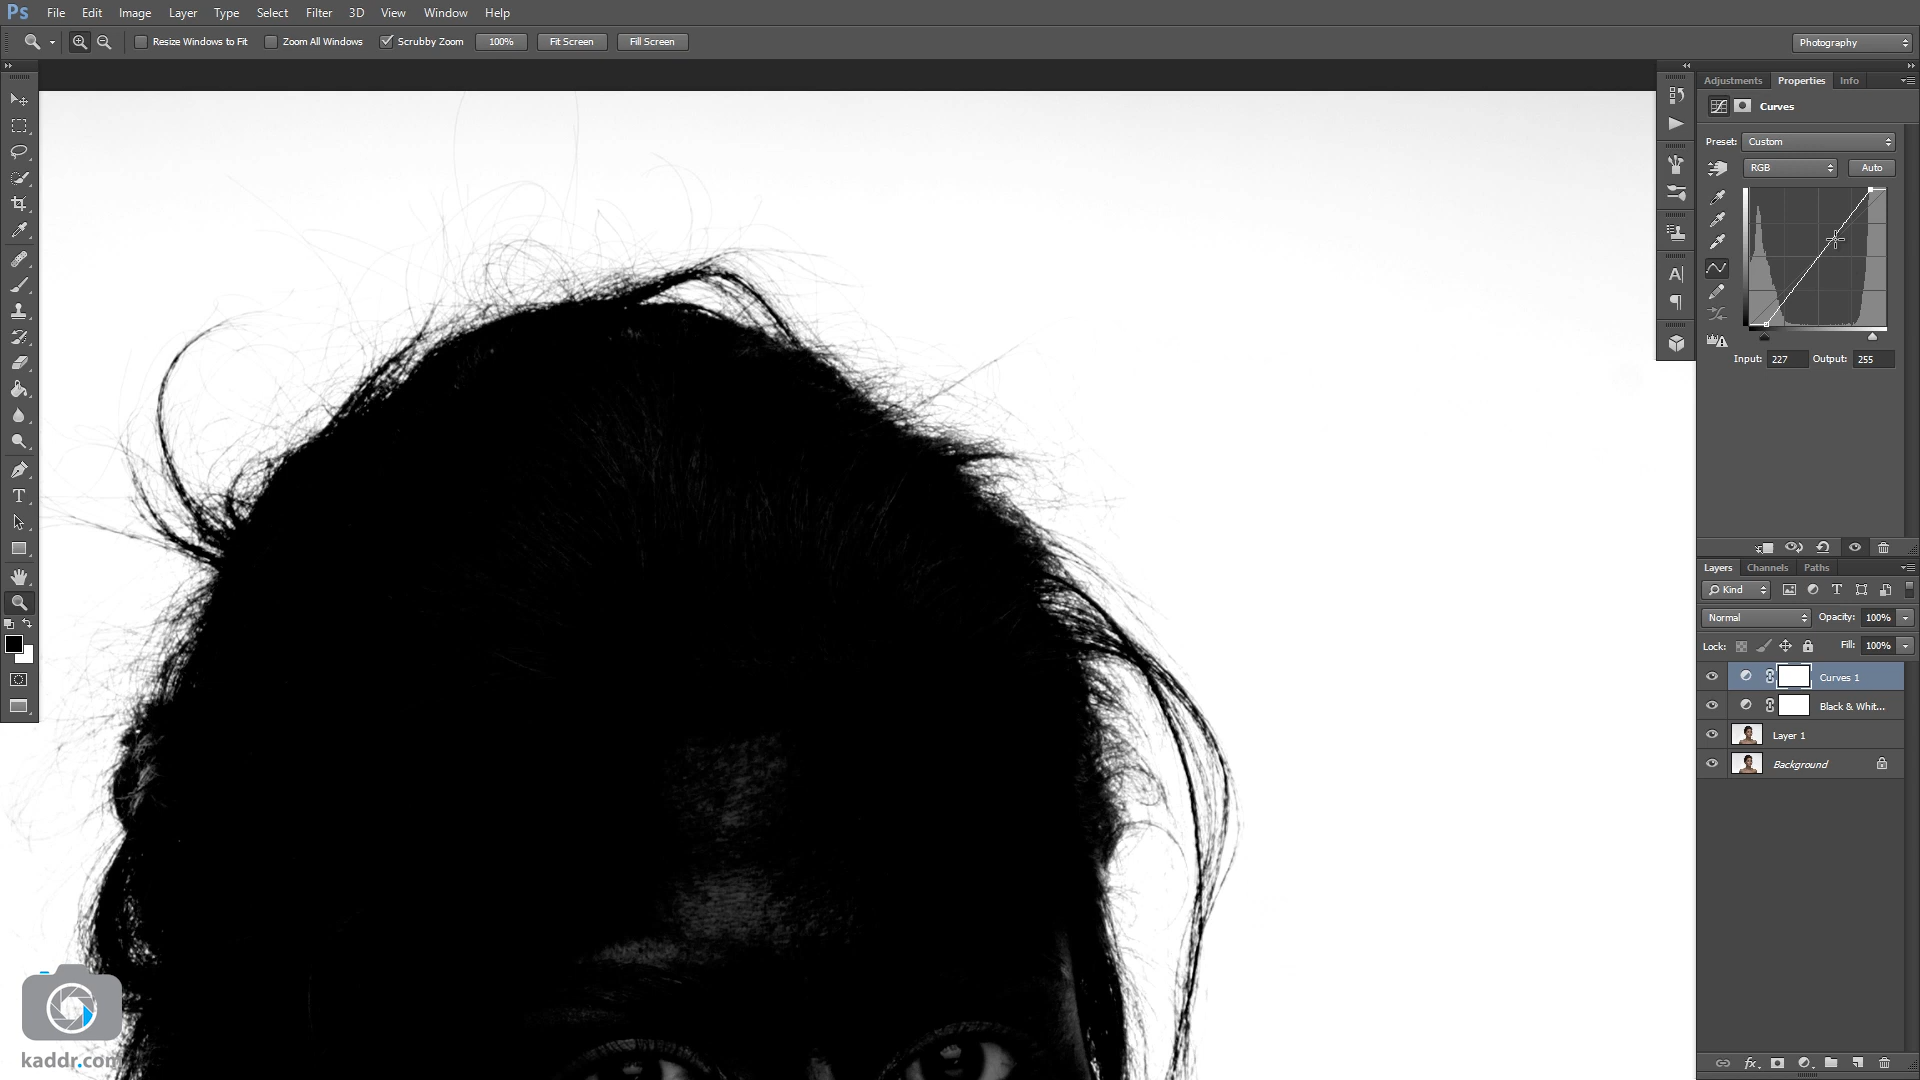 Ps File Edit Image Layer Type Select Filter 3D View Window Help
Resize Windows to Fit Zoom All Windows Scrubby Zoom 100% Fit Screen Fill Screen Photography
Adjustments Properties Info
Curves
Preset: Custom
RGB Auto
Input: 227 Output: 255
Layers Channels Paths
Kind
Normal Opacity: 100%
Lock: Fill: 100%
Curves 1
Black & Whit...
Layer 1
Background
kaddr.com